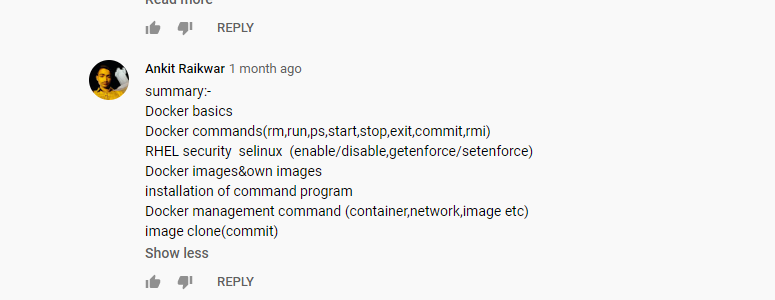 Read more
REPLY
Ankit Raikwar 1 month ago
summary:-
Docker basics
Docker commands(rm,run,ps,start,stop,exit,commit,rmi)
RHEL security selinux (enable/disable,getenforce/setenforce)
Docker images&own images
installation of command program
Docker management command (container,network,image etc)
image clone(commit)
Show less
REPLY